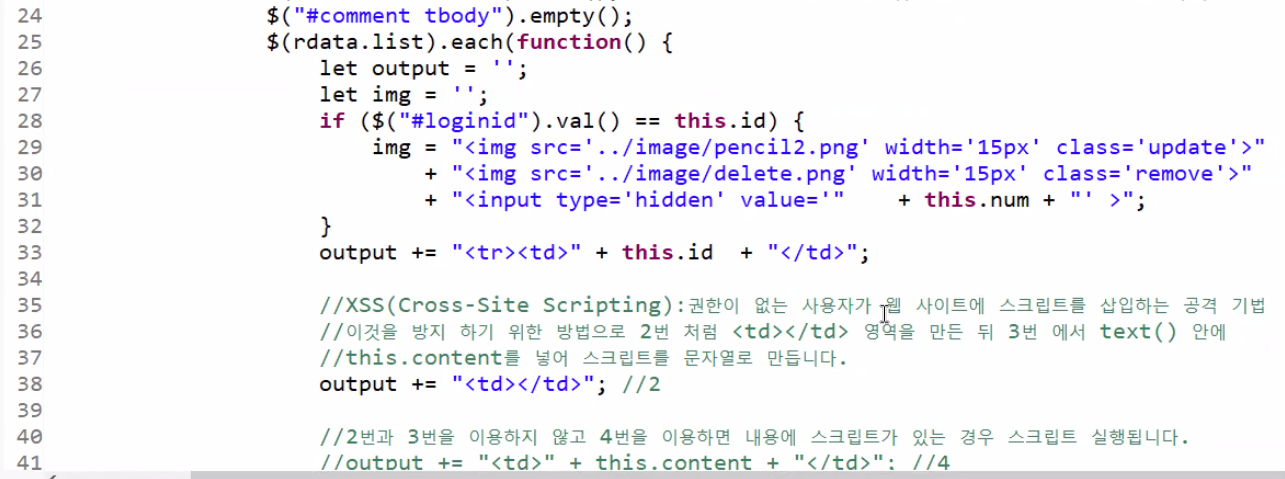 24 $("#comment tbody").empty();
25 $(rdata.list).each(function() {
26 let output = '';
27 let img = '';
28 if ($("#loginid").val() == this.id) {
29 img = "<img src='../image/pencil2.png' width='15px' class='update'>"
30 + "<img src='../image/delete.png' width='15px' class='remove'>"
31 + "<input type='hidden' value='" + this.num + "' >";
32 }
33 output += "<tr><td>" + this.id + "</td>";
34
35 //XSS(Cross-Site Scripting):권한이 없는 사용자가 웹 사이트에 스크립트를 삽입하는 공격 기법
36 //이것을 방지 하기 위한 방법으로 2번 처럼 <td></td> 영역을 만든 뒤 3번 에서 text() 안에
37 //this.content를 넣어 스크립트를 문자열로 만듭니다.
38 output += "<td></td>"; //2
39
40 //2번과 3번을 이용하지 않고 4번을 이용하면 내용에 스크립트가 있는 경우 스크립트 실행됩니다.
41 //output += "<td>" + this.content + "</td>"; //4